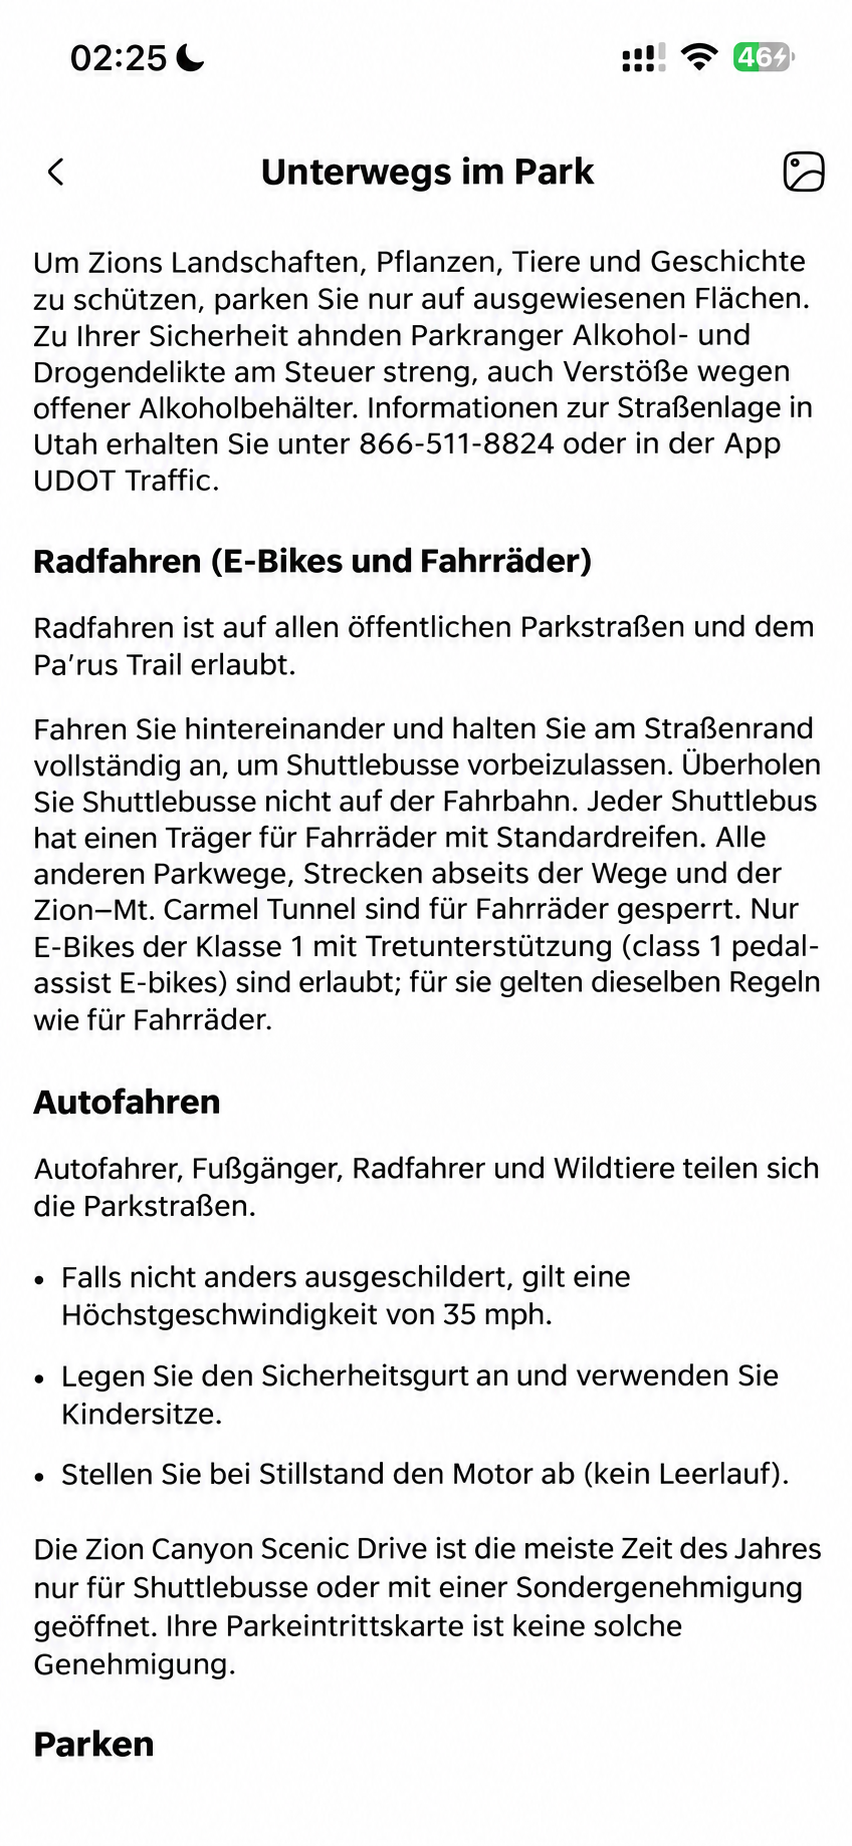 02:25
46
Unterwegs im Park
Um Zions Landschaften, Pflanzen, Tiere und Geschichte
zu schützen, parken Sie nur auf ausgewiesenen Flächen.
Zu Ihrer Sicherheit ahnden Parkranger Alkohol- und
Drogendelikte am Steuer streng, auch Verstöße wegen
offener Alkoholbehälter. Informationen zur Straßenlage in
Utah erhalten Sie unter 866-511-8824 oder in der App
UDOT Traffic.
Radfahren (E-Bikes und Fahrräder)
Radfahren ist auf allen öffentlichen Parkstraßen und dem
Pa’rus Trail erlaubt.
Fahren Sie hintereinander und halten Sie am Straßenrand
vollständig an, um Shuttlebusse vorbeizulassen. Überholen
Sie Shuttlebusse nicht auf der Fahrbahn. Jeder Shuttlebus
hat einen Träger für Fahrräder mit Standardreifen. Alle
anderen Parkwege, Strecken abseits der Wege und der
Zion–Mt. Carmel Tunnel sind für Fahrräder gesperrt. Nur
E-Bikes der Klasse 1 mit Tretunterstützung (class 1 pedal-
assist E-bikes) sind erlaubt; für sie gelten dieselben Regeln
wie für Fahrräder.
Autofahren
Autofahrer, Fußgänger, Radfahrer und Wildtiere teilen sich
die Parkstraßen.
• Falls nicht anders ausgeschildert, gilt eine
Höchstgeschwindigkeit von 35 mph.
• Legen Sie den Sicherheitsgurt an und verwenden Sie
Kindersitze.
• Stellen Sie bei Stillstand den Motor ab (kein Leerlauf).
Die Zion Canyon Scenic Drive ist die meiste Zeit des Jahres
nur für Shuttlebusse oder mit einer Sondergenehmigung
geöffnet. Ihre Parkeintrittskarte ist keine solche
Genehmigung.
Parken